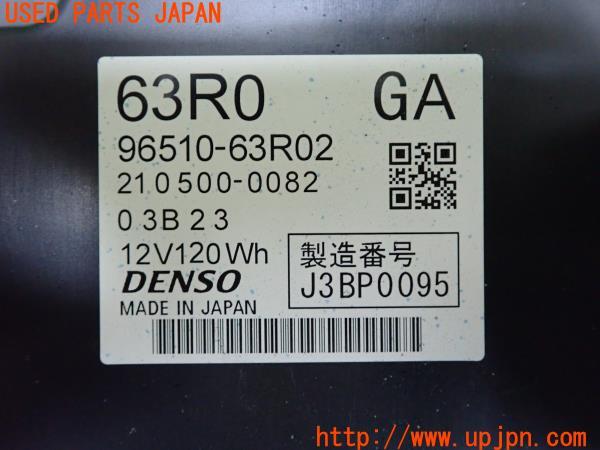 USED PARTS JAPAN
63R0 GA
96510-63R02
210500-0082
03B23
12V120Wh
DENSO
MADE IN JAPAN
製造番号
J3BP0095
http://www.upjpn.com/